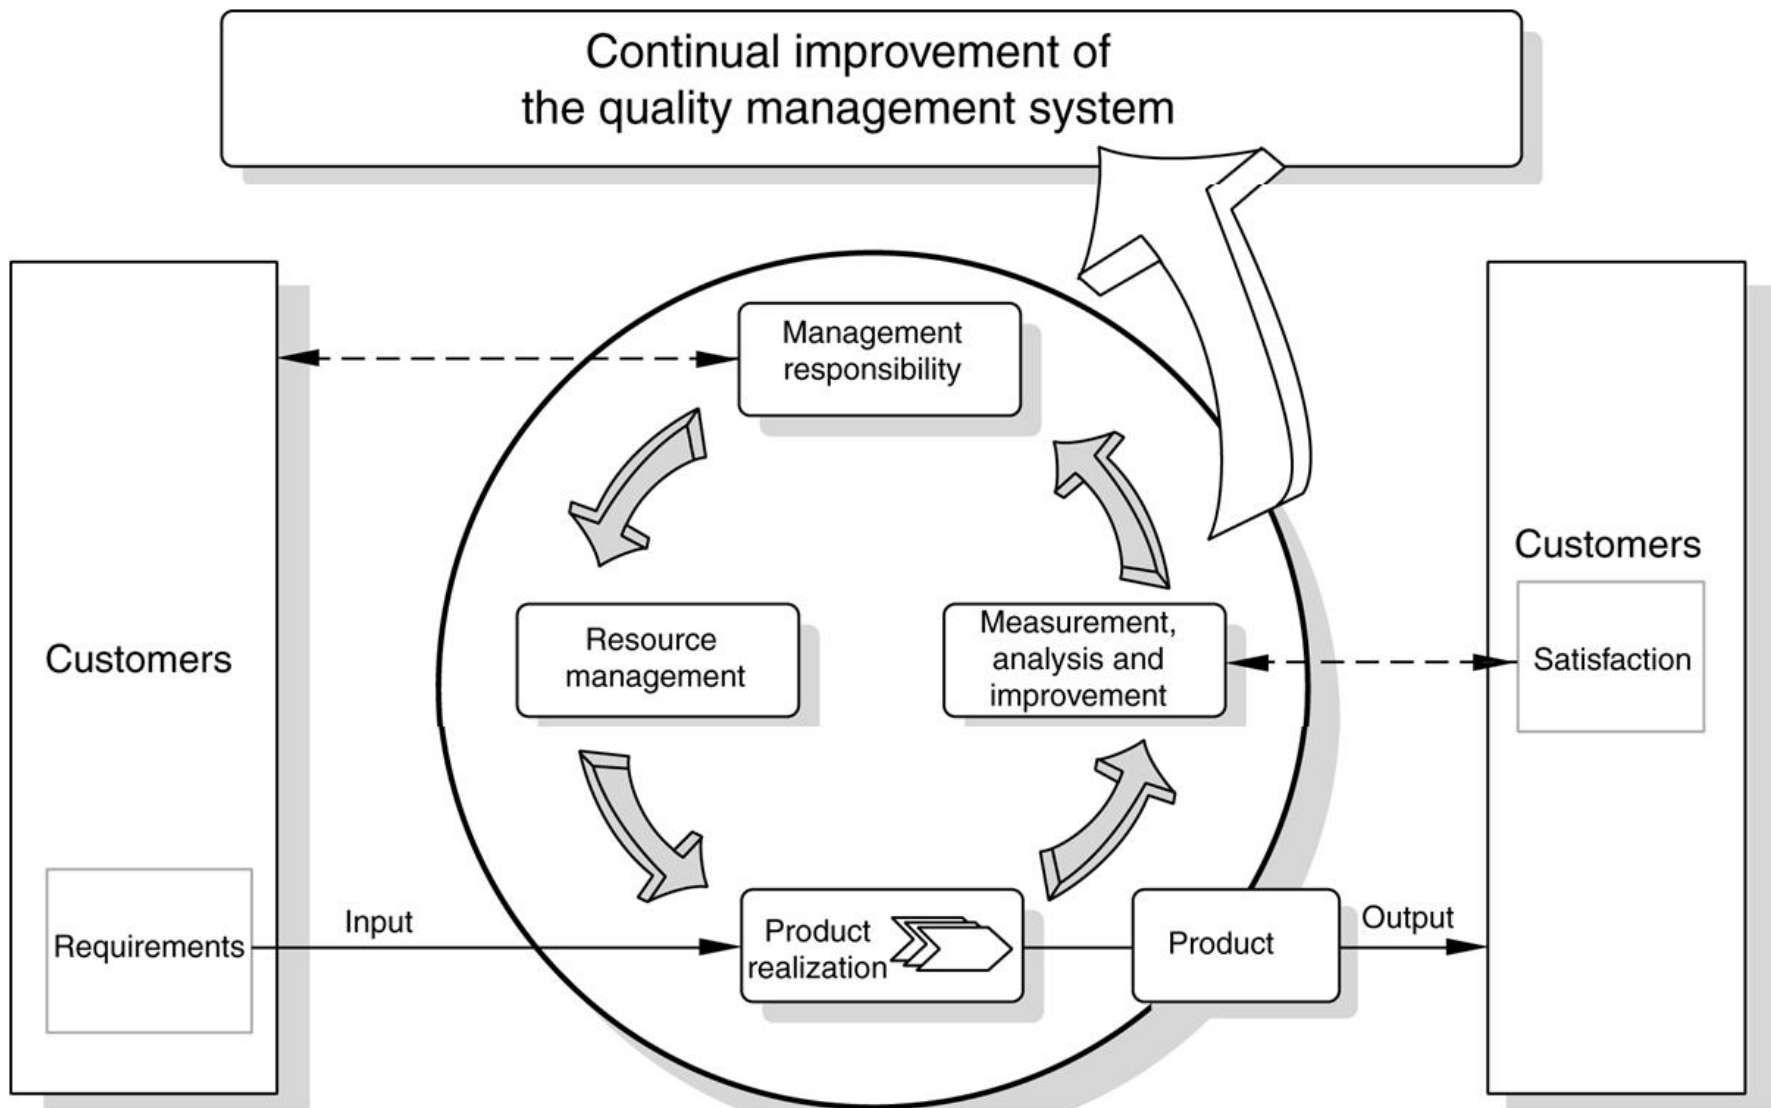 Continual improvement of
the quality management system
Management
responsibility
Customers
Resource
management
Measurement,
analysis and
improvement
Customers
Satisfaction
Requirements
Input
Product
realization
Product
Output